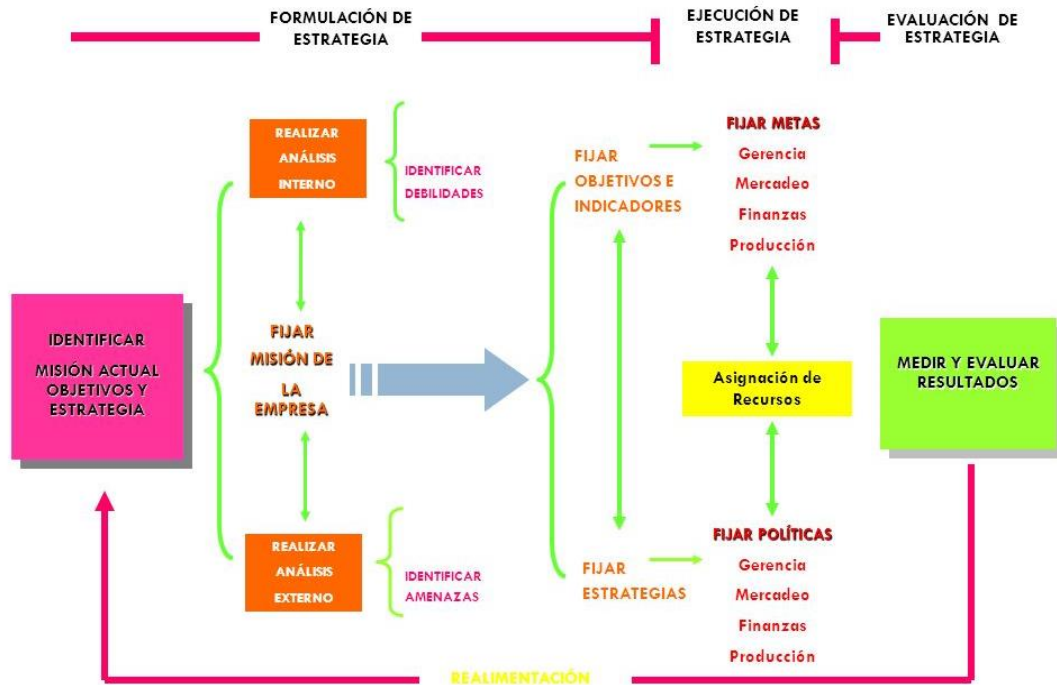 FORMULACIÓN DE
ESTRATEGIA
EJECUCIÓN DE
ESTRATEGIA
EVALUACIÓN DE
ESTRATEGIA
REALIZAR
ANÁLISIS
INTERNO
IDENTIFICAR
DEBILIDADES
FIJAR
OBJETIVOS E
INDICADORES
FIJAR METAS
Gerencia
Mercadeo
Finanzas
Producción
IDENTIFICAR
MISIÓN ACTUAL
OBJETIVOS Y
ESTRATEGIA
FIJAR
MISIÓN DE
LA
EMPRESA
Asignación de
Recursos
MEDIR Y EVALUAR
RESULTADOS
REALIZAR
ANÁLISIS
EXTERNO
IDENTIFICAR
AMENAZAS
FIJAR
ESTRATEGIAS
FIJAR POLÍTICAS
Gerencia
Mercadeo
Finanzas
Producción
REALIMENTACIÓN